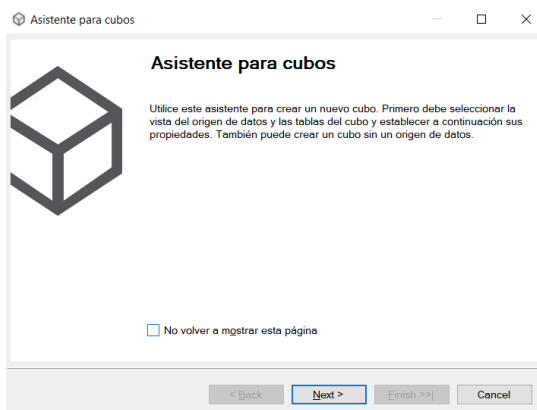 Asistente para cubos
Asistente para cubos
Utilice este asistente para crear un nuevo cubo. Primero debe seleccionar la
vista del origen de datos y las tablas del cubo y establecer a continuación sus
propiedades. También puede crear un cubo sin un origen de datos.
No volver a mostrar esta página
< Back   Next >   Finish >>|   Cancel